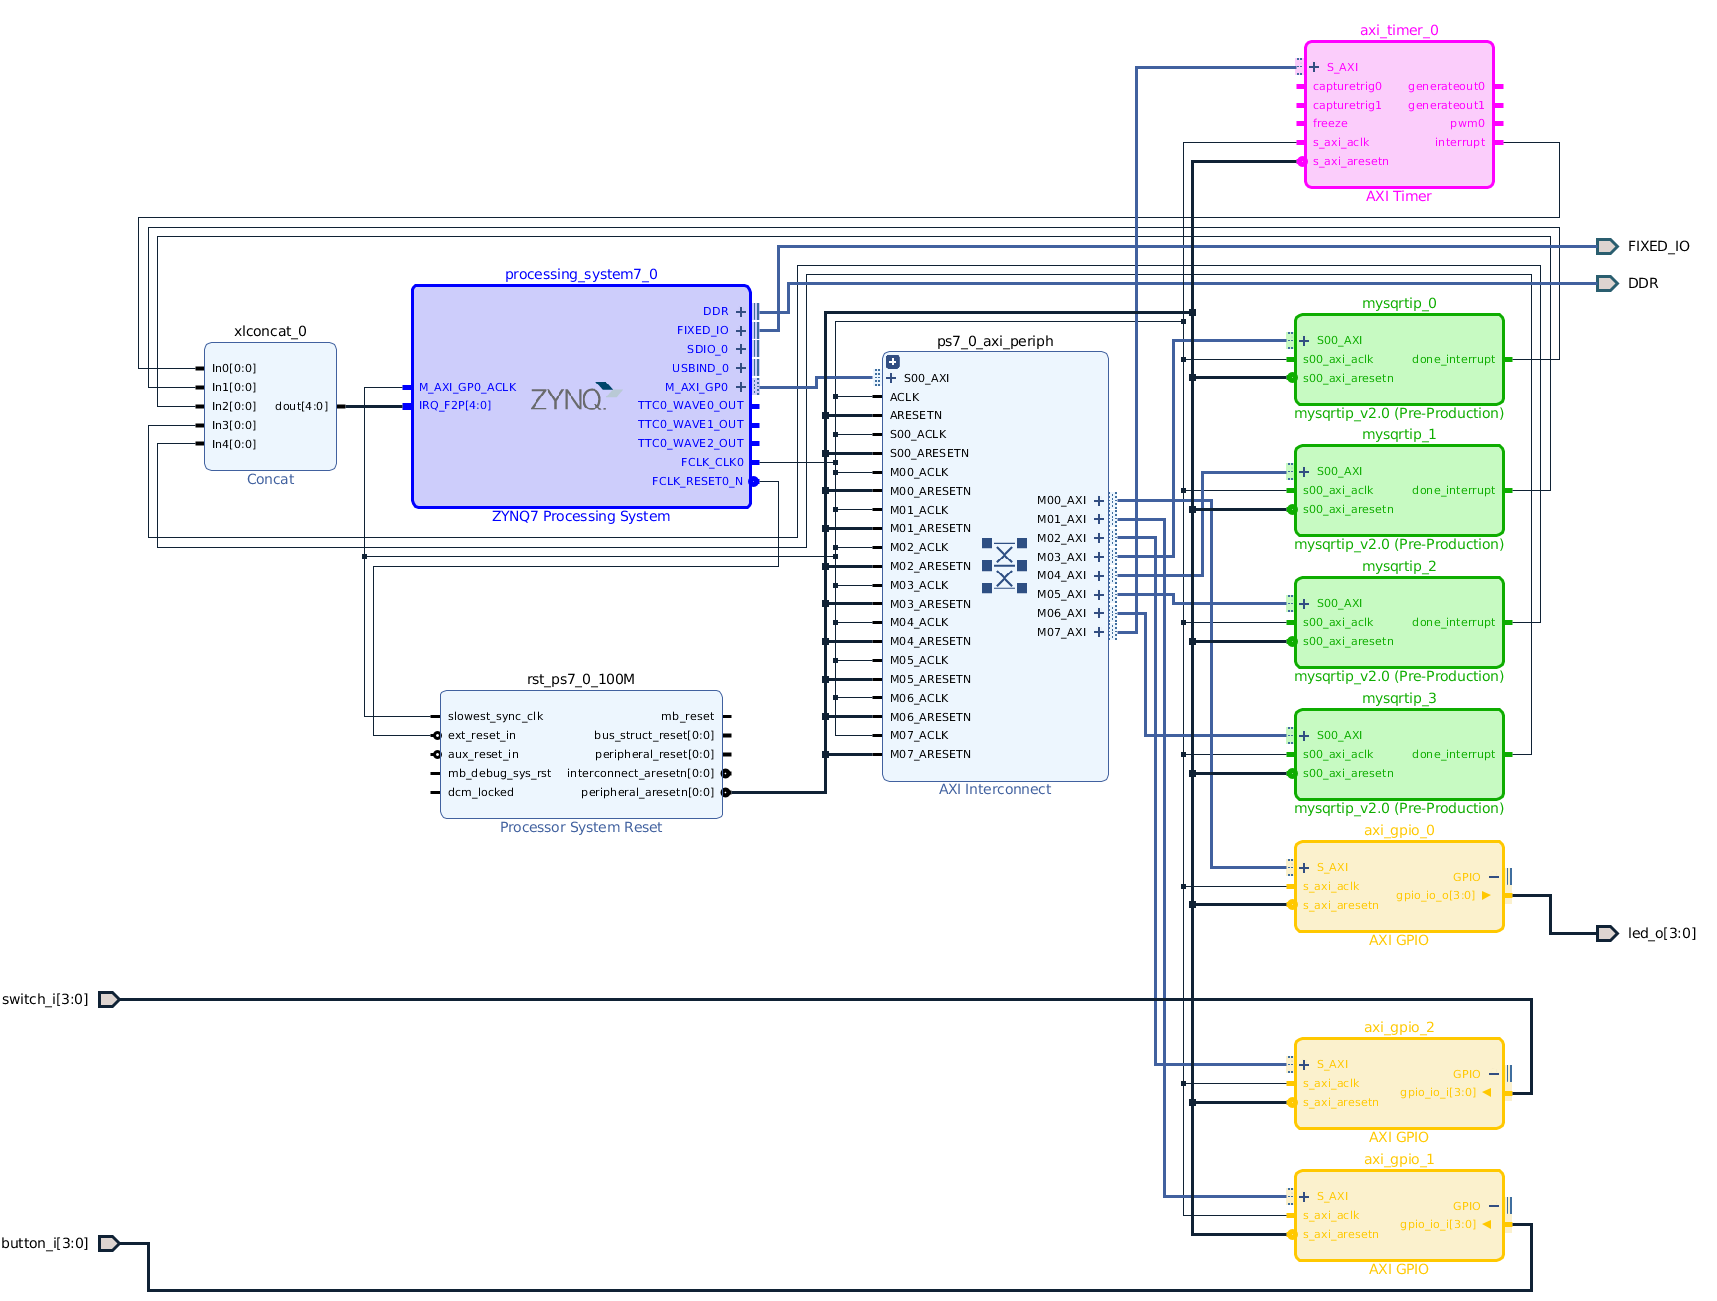 axi_timer_0
S_AXI
capturetrig0
capturetrig1
freeze
s_axi_aclk
s_axi_aresetn
generateout0
generateout1
pwm0
interrupt
AXI Timer
FIXED_IO
DDR
processing_system7_0
DDR
FIXED_IO
SDIO_0
USBIND_0
M_AXI_GP0
TTC0_WAVE0_OUT
TTC0_WAVE1_OUT
TTC0_WAVE2_OUT
FCLK_CLK0
FCLK_RESET0_N
M_AXI_GP0_ACLK
IRQ_F2P[4:0]
ZYNQ
ZYNQ7 Processing System
xlconcat_0
In0[0:0]
In1[0:0]
In2[0:0]
In3[0:0]
In4[0:0]
dout[4:0]
Concat
ps7_0_axi_periph
S00_AXI
ACLK
ARESETN
S00_ACLK
S00_ARESETN
M00_ACLK
M00_ARESETN
M01_ACLK
M01_ARESETN
M02_ACLK
M02_ARESETN
M03_ACLK
M03_ARESETN
M04_ACLK
M04_ARESETN
M05_ACLK
M05_ARESETN
M06_ACLK
M06_ARESETN
M07_ACLK
M07_ARESETN
M00_AXI
M01_AXI
M02_AXI
M03_AXI
M04_AXI
M05_AXI
M06_AXI
M07_AXI
AXI Interconnect
rst_ps7_0_100M
slowest_sync_clk
ext_reset_in
aux_reset_in
mb_debug_sys_rst
dcm_locked
mb_reset
bus_struct_reset[0:0]
peripheral_reset[0:0]
interconnect_aresetn[0:0]
peripheral_aresetn[0:0]
Processor System Reset
mysqrtip_0
S00_AXI
s00_axi_aclk
s00_axi_aresetn
done_interrupt
mysqrtip_v2.0 (Pre-Production)
mysqrtip_1
S00_AXI
s00_axi_aclk
s00_axi_aresetn
done_interrupt
mysqrtip_v2.0 (Pre-Production)
mysqrtip_2
S00_AXI
s00_axi_aclk
s00_axi_aresetn
done_interrupt
mysqrtip_v2.0 (Pre-Production)
mysqrtip_3
S00_AXI
s00_axi_aclk
s00_axi_aresetn
done_interrupt
mysqrtip_v2.0 (Pre-Production)
axi_gpio_0
S_AXI
s_axi_aclk
s_axi_aresetn
GPIO
gpio_io_o[3:0]
AXI GPIO
led_o[3:0]
switch_i[3:0]
axi_gpio_2
S_AXI
s_axi_aclk
s_axi_aresetn
GPIO
gpio_io_i[3:0]
AXI GPIO
axi_gpio_1
S_AXI
s_axi_aclk
s_axi_aresetn
GPIO
gpio_io_i[3:0]
AXI GPIO
button_i[3:0]